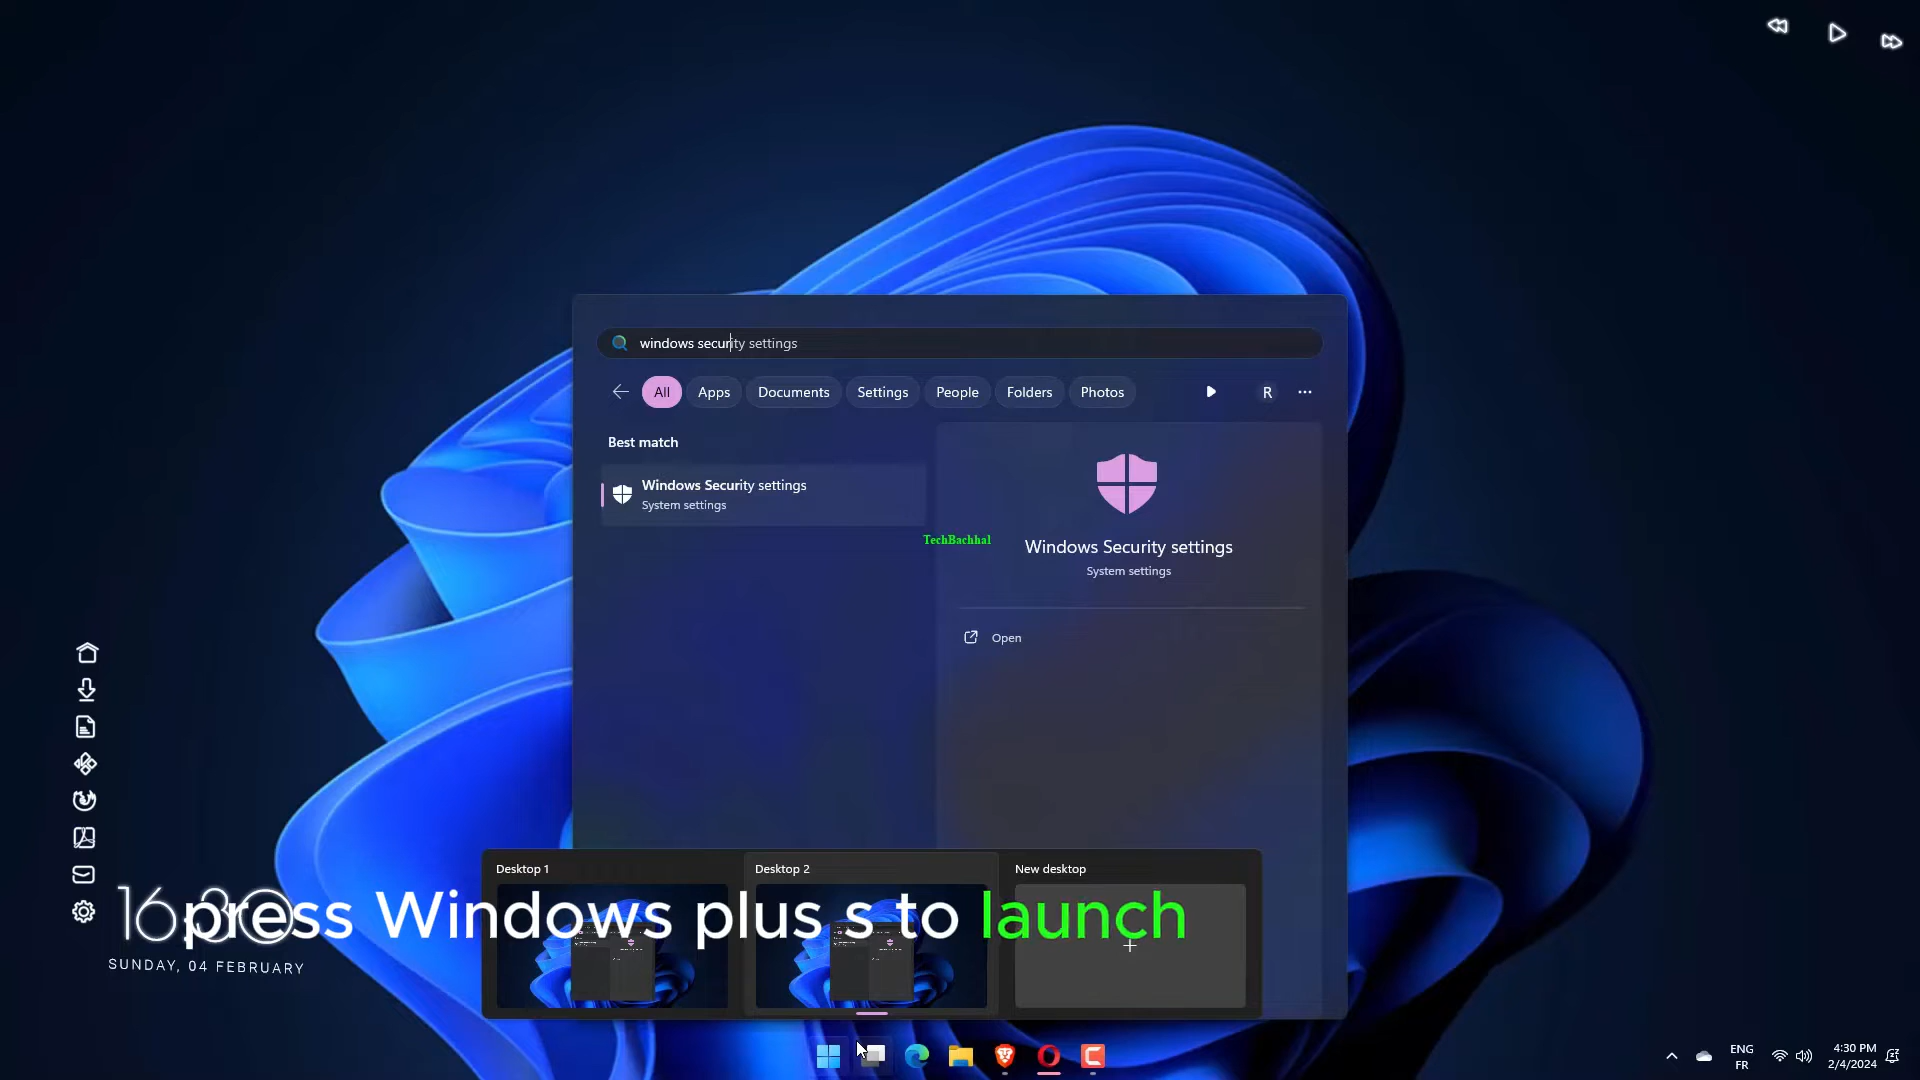 windows security settings
All Apps Documents Settings People Folders Photos R
Best match
Windows Security settings
System settings
TechBachhal
Windows Security settings
System settings
Open
Desktop 1 Desktop 2 New desktop
16:30
press Windows plus s to launch
SUNDAY, 04 FEBRUARY
ENG
FR
4:30 PM
2/4/2024